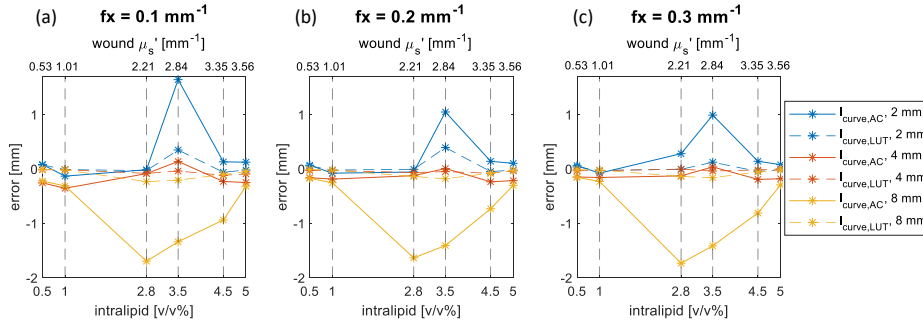 (a) fx = 0.1 mm⁻¹
wound μₛ' [mm⁻¹]
0.53 1.01 2.21 2.84 3.35 3.56
1
0
-1
-2
error [mm]
0.5 1 2.8 3.5 4.5 5
intralipid [v/v%]
(b) fx = 0.2 mm⁻¹
wound μₛ' [mm⁻¹]
0.53 1.01 2.21 2.84 3.35 3.56
1
0
-1
-2
error [mm]
0.5 1 2.8 3.5 4.5 5
intralipid [v/v%]
(c) fx = 0.3 mm⁻¹
wound μₛ' [mm⁻¹]
0.53 1.01 2.21 2.84 3.35 3.56
1
0
-1
-2
error [mm]
0.5 1 2.8 3.5 4.5 5
intralipid [v/v%]
I curve,AC, 2 mm
I curve,LUT, 2 mm
I curve,AC, 4 mm
I curve,LUT, 4 mm
I curve,AC, 8 mm
I curve,LUT, 8 mm